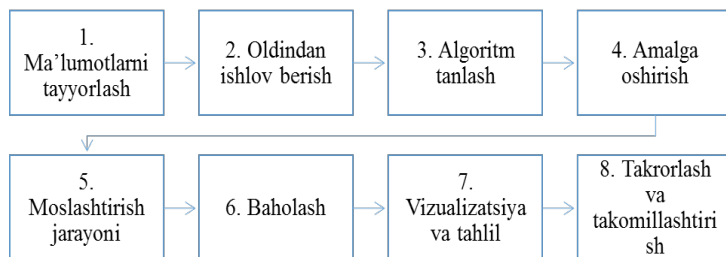 1.
Ma’lumotlarni
tayyorlash
2. Oldindan
ishlov berish
3. Algoritm
tanlash
4. Amalga
oshirish
5.
Moslashtirish
jarayoni
6. Baholash
7.
Vizualizatsiya
va tahlil
8. Takrorlash
va
takomillashtiri
sh